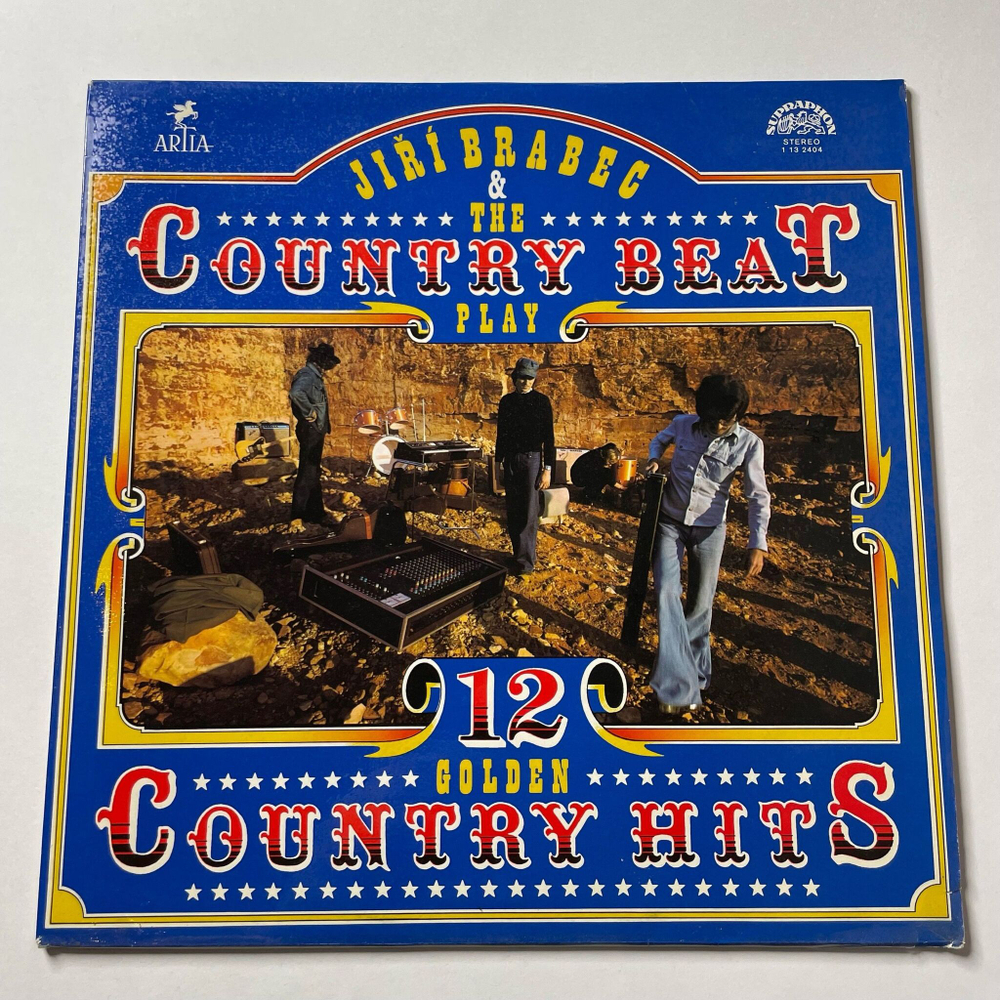 ARTIA
SUPRAPHON
STEREO
1 13 2404
JIŘÍ BRABEC
&
THE
COUNTRY BEAT
PLAY
12
GOLDEN
COUNTRY HITS